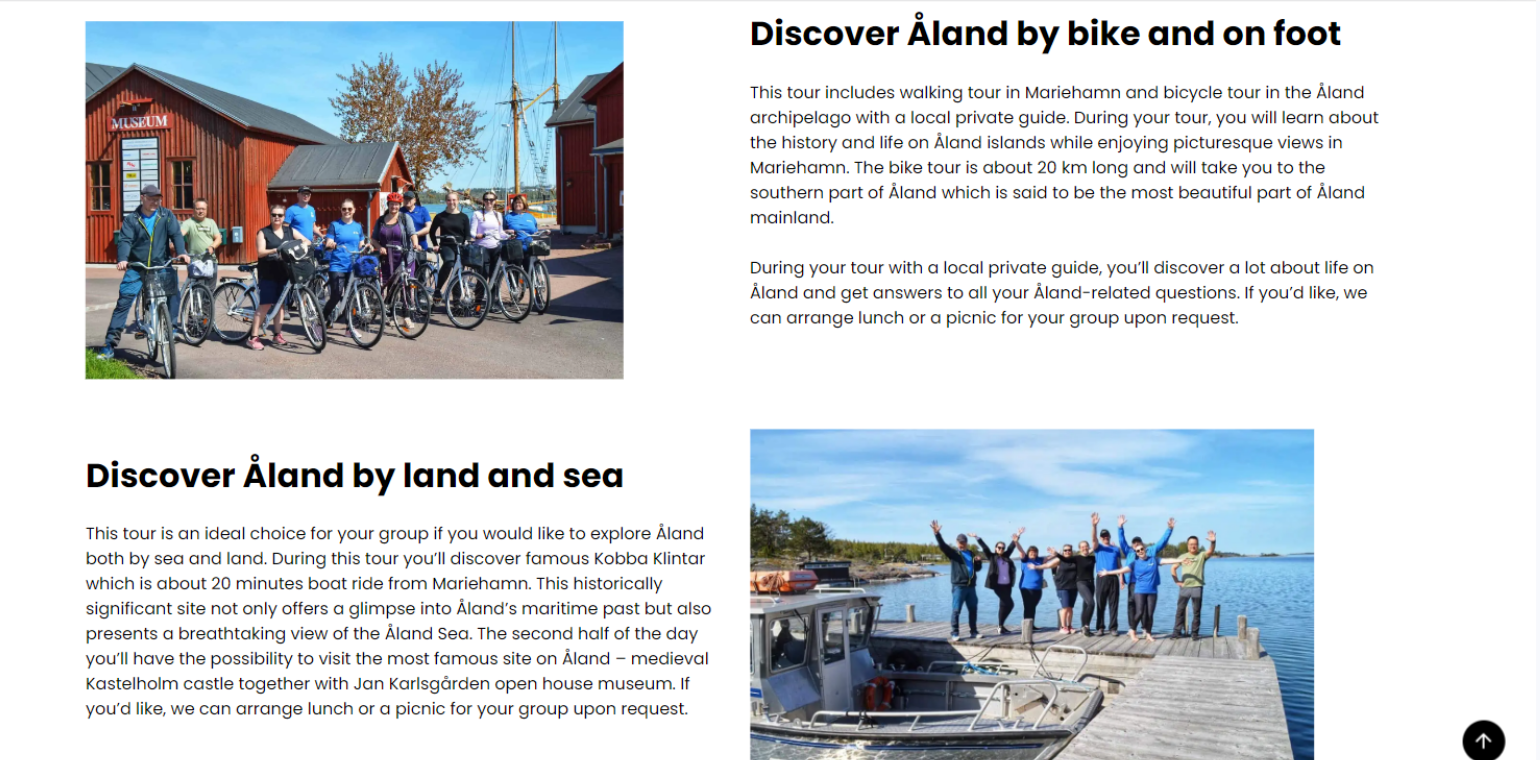 MUSEUM
Discover Åland by bike and on foot
This tour includes walking tour in Mariehamn and bicycle tour in the Åland
archipelago with a local private guide. During your tour, you will learn about
the history and life on Åland islands while enjoying picturesque views in
Mariehamn. The bike tour is about 20 km long and will take you to the
southern part of Åland which is said to be the most beautiful part of Åland
mainland.
During your tour with a local private guide, you’ll discover a lot about life on
Åland and get answers to all your Åland-related questions. If you’d like, we
can arrange lunch or a picnic for your group upon request.
Discover Åland by land and sea
This tour is an ideal choice for your group if you would like to explore Åland
both by sea and land. During this tour you’ll discover famous Kobba Klintar
which is about 20 minutes boat ride from Mariehamn. This historically
significant site not only offers a glimpse into Åland’s maritime past but also
presents a breathtaking view of the Åland Sea. The second half of the day
you’ll have the possibility to visit the most famous site on Åland – medieval
Kastelholm castle together with Jan Karlsgården open house museum. If
you’d like, we can arrange lunch or a picnic for your group upon request.